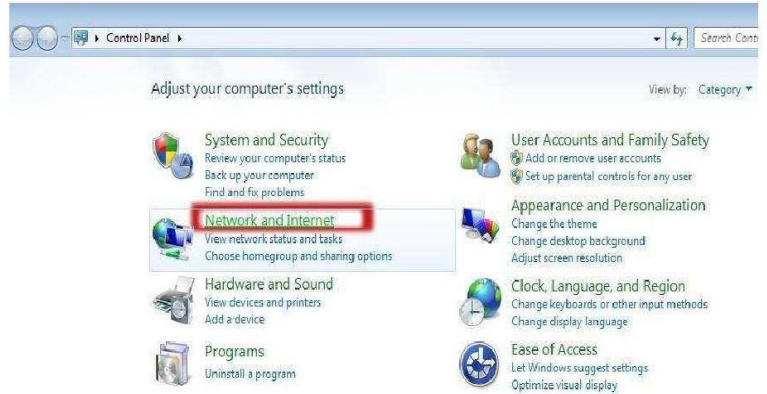 Control Panel
Search Cont
Adjust your computer's settings
View by: Category
System and Security
Review your computer's status
Back up your computer
Find and fix problems
Network and Internet
View network status and tasks
Choose homegroup and sharing options
Hardware and Sound
View devices and printers
Add a device
Programs
Uninstall a program
User Accounts and Family Safety
Add or remove user accounts
Set up parental controls for any user
Appearance and Personalization
Change the theme
Change desktop background
Adjust screen resolution
Clock, Language, and Region
Change keyboards or other input methods
Change display language
Ease of Access
Let Windows suggest settings
Optimize visual display